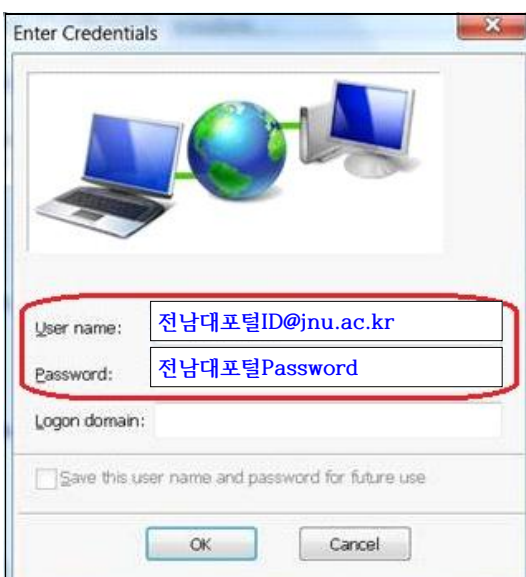 Enter Credentials
User name: 전남대포털ID@jnu.ac.kr
Password: 전남대포털Password
Logon domain:
Save this user name and password for future use
OK Cancel